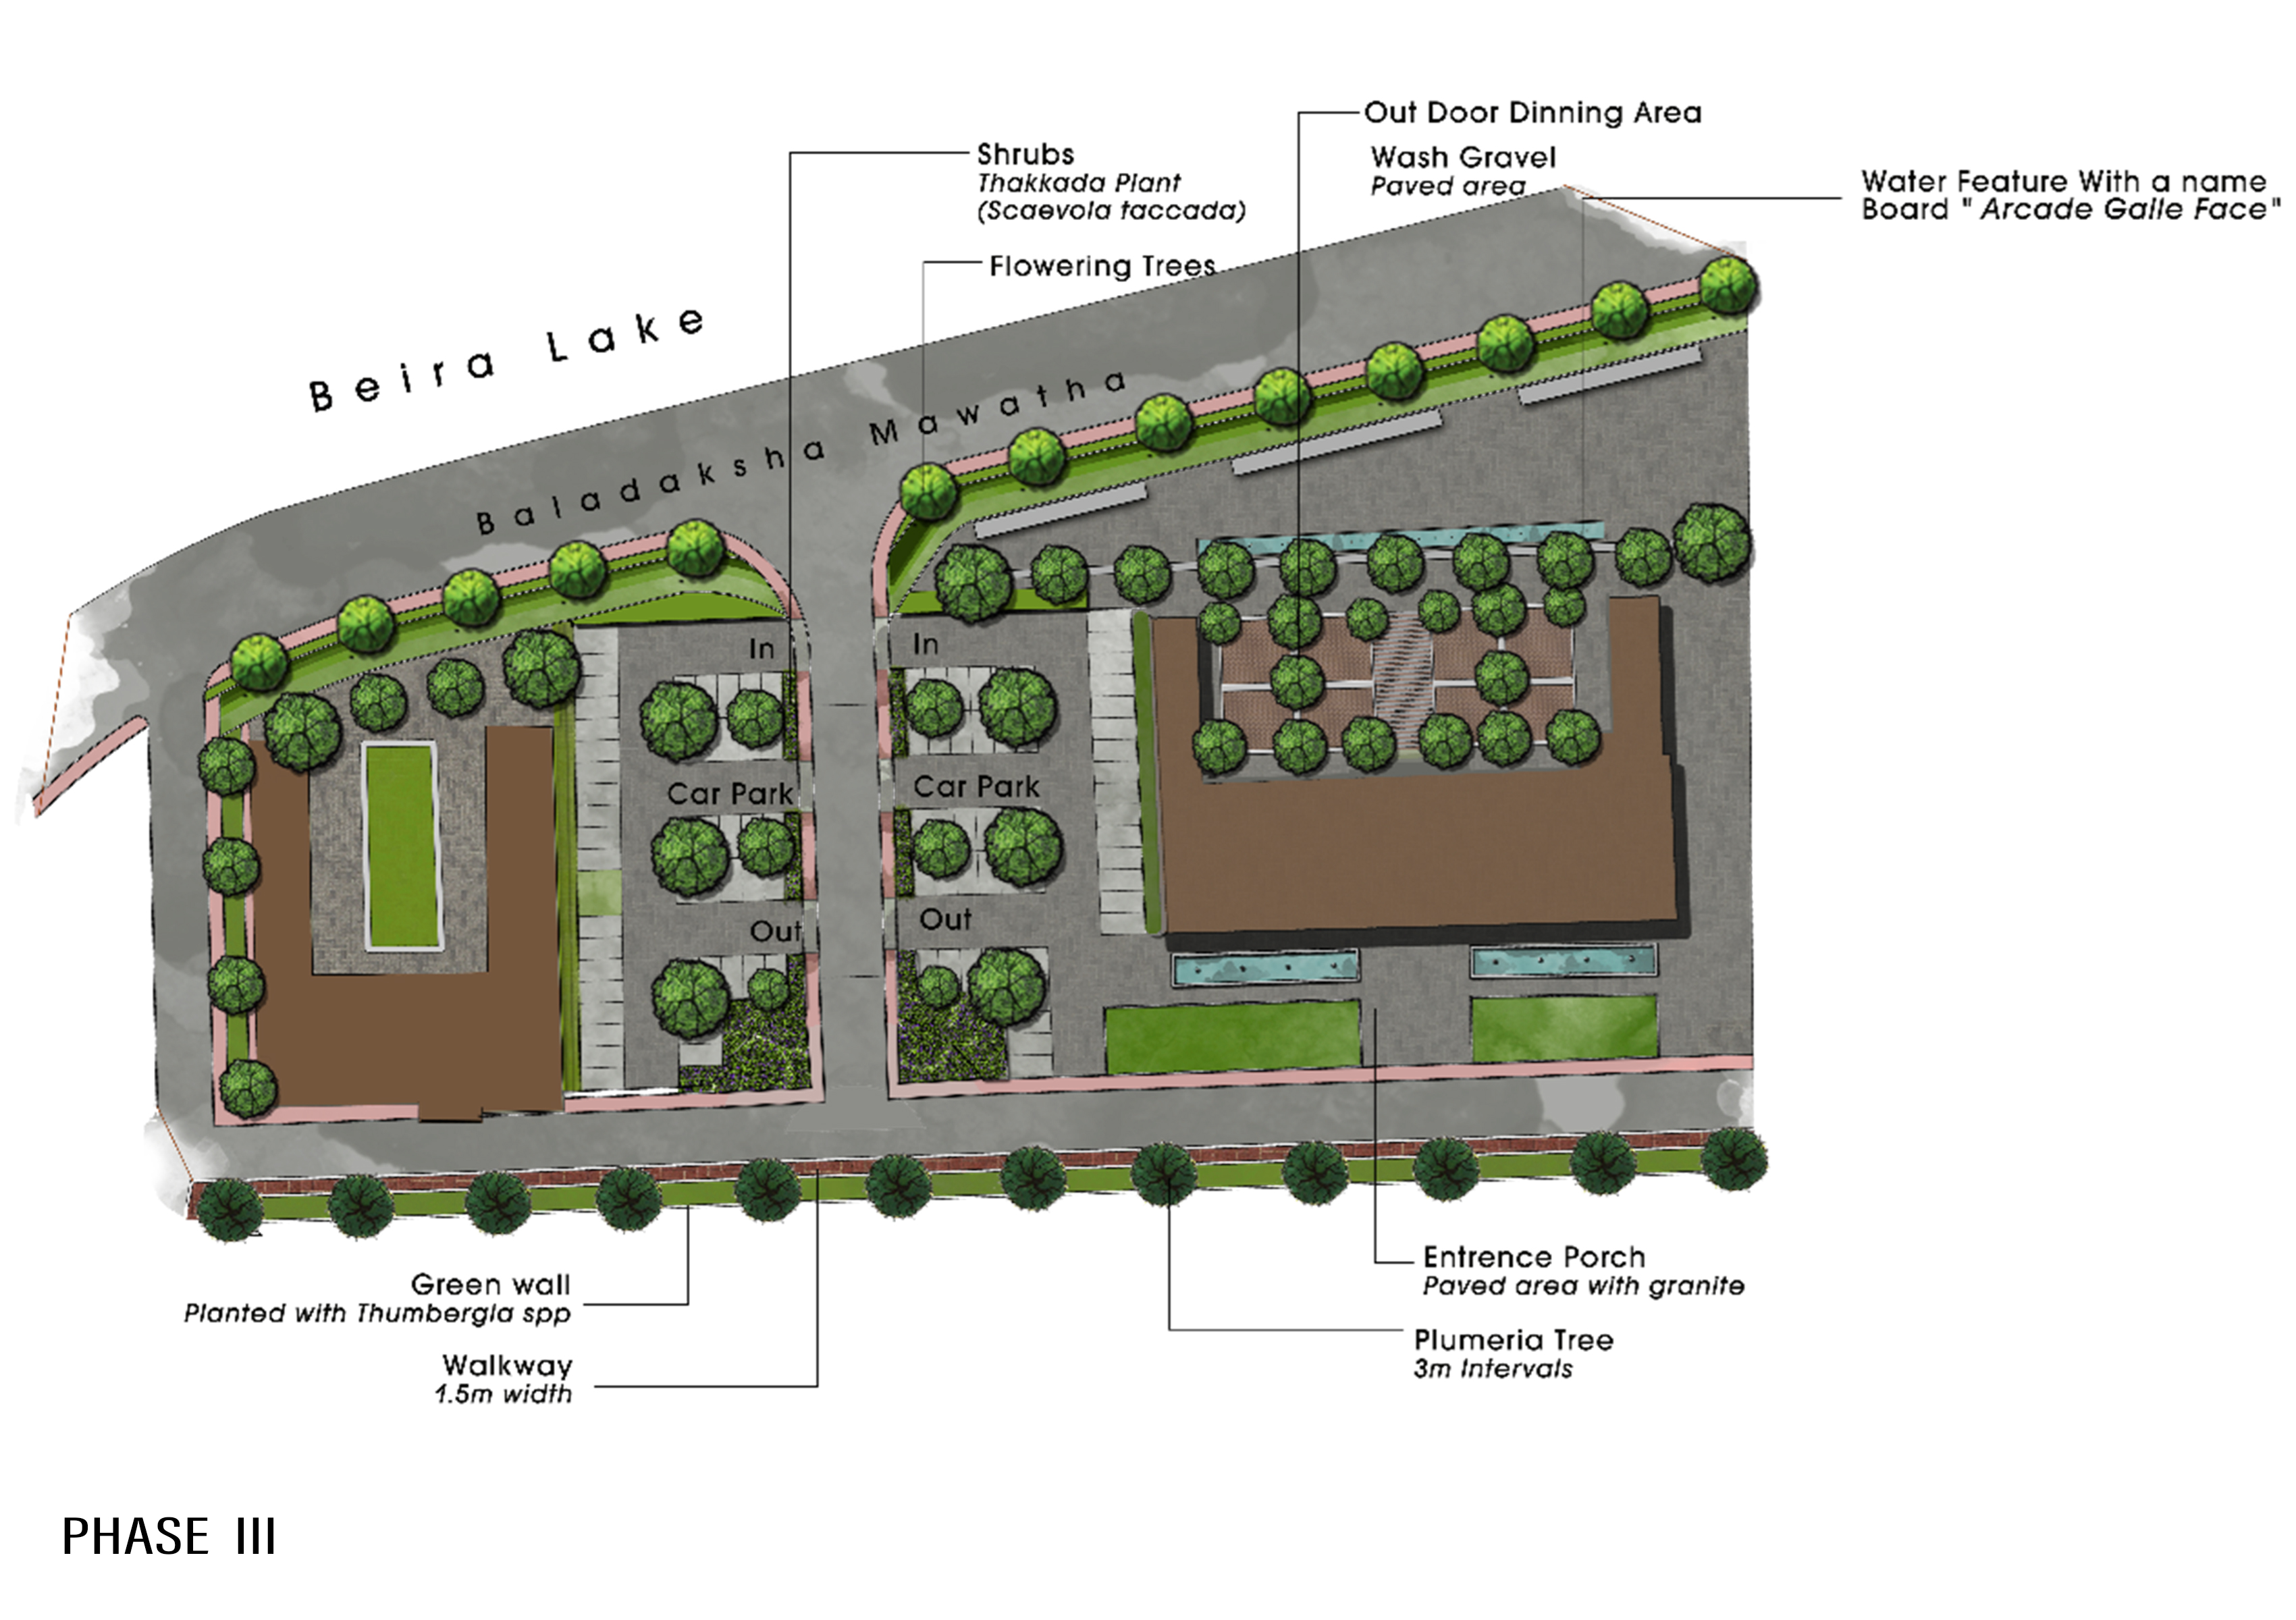 Out Door Dinning Area
Wash Gravel
Paved area
Shrubs
Thakkada Plant
(Scaevola faccada)
Water Feature With a name
Board " Arcade Galle Face"
Flowering Trees
Beira Lake
Baladaksha Mawatha
In
In
Car Park
Car Park
Out
Out
Green wall
Planted with Thumbergla spp
Walkway
1.5m width
Entrence Porch
Paved area with granite
Plumeria Tree
3m Intervals
PHASE III